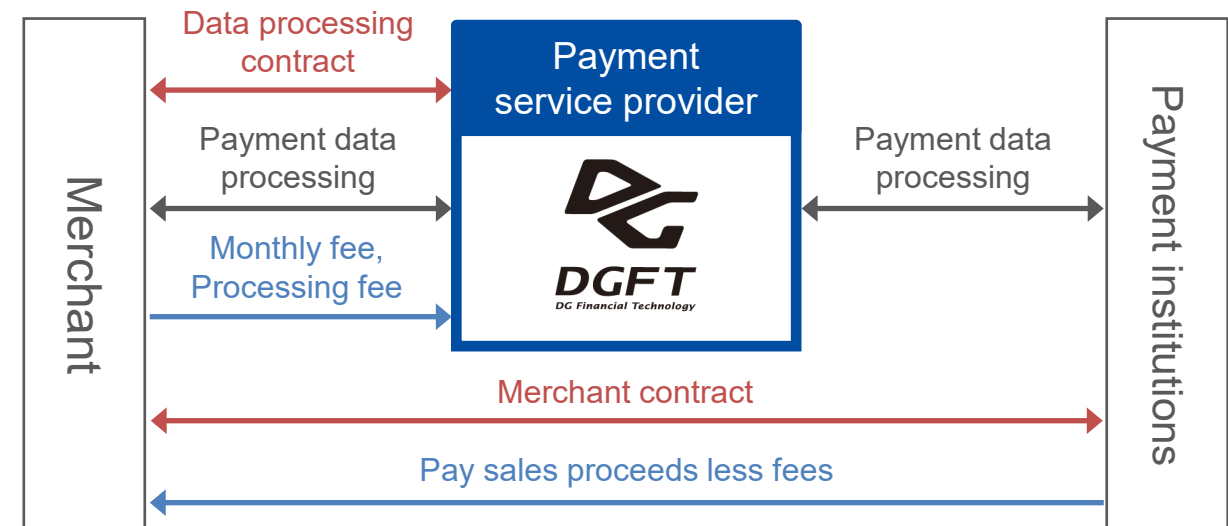 Merchant
Data processing
contract
Payment data
processing
Monthly fee,
Processing fee
Payment
service provider
DG
DGFT
DG Financial Technology
Payment data
processing
Merchant contract
Pay sales proceeds less fees
Payment institutions